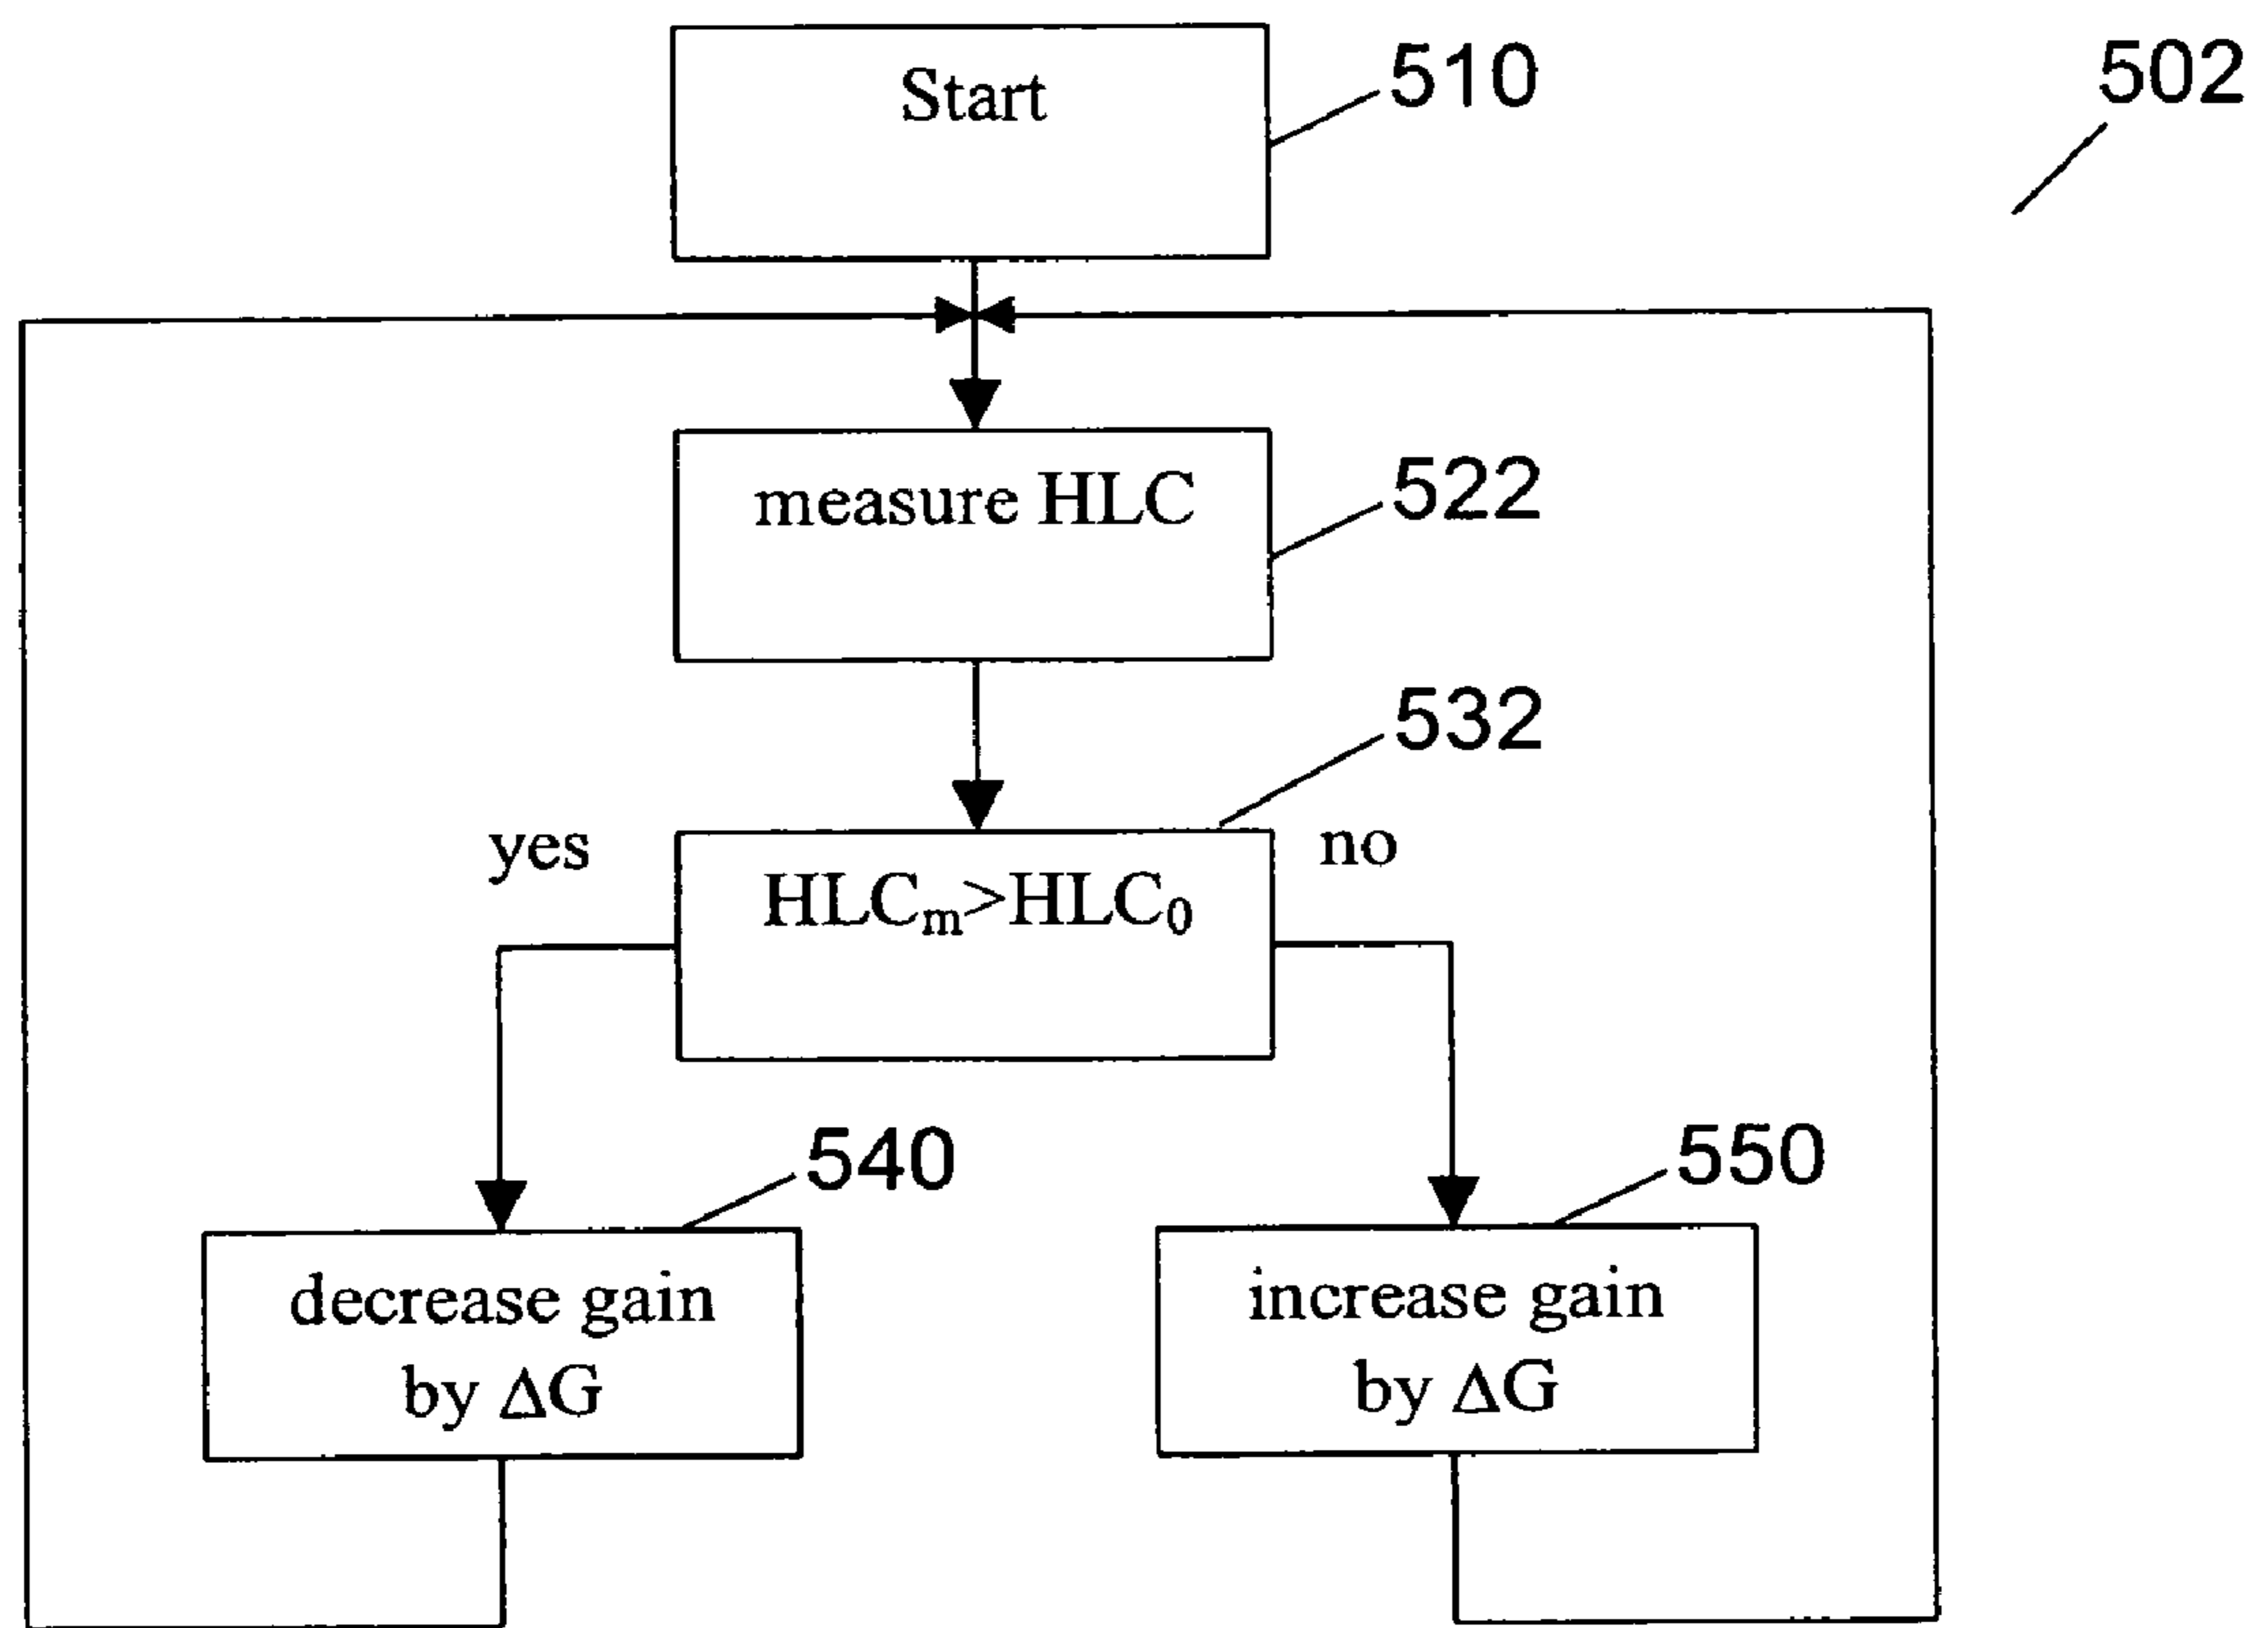 Start
510
502
measure HLC
522
532
yes
HLCₘ>HLC₀
no
540
550
decrease gain
by ΔG
increase gain
by ΔG